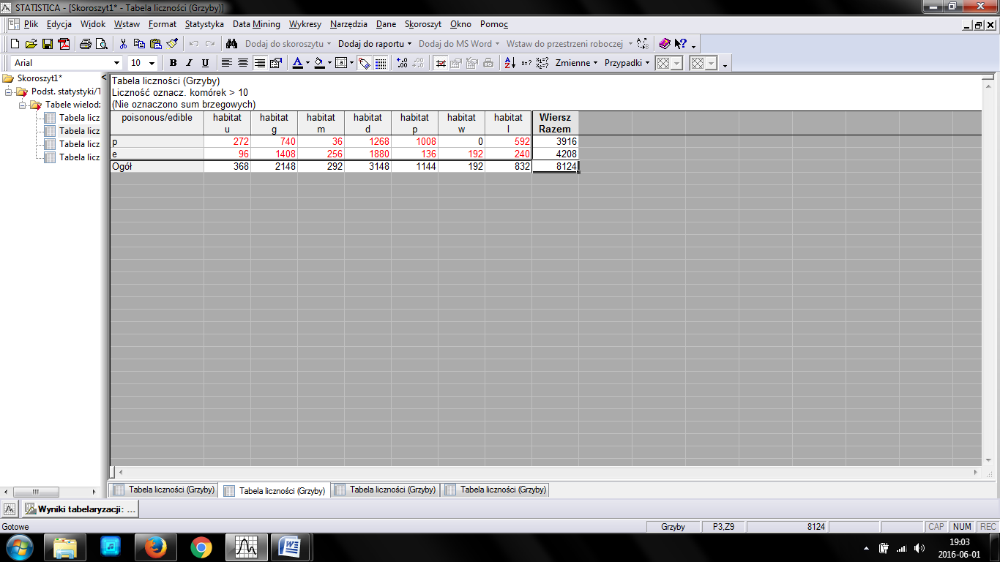 STATISTICA - [Skoroszyt1* - Tabela liczności (Grzyby)]
Plik Edycja Widok Wstaw Format Statystyka Data Mining Wykresy Narzędzia Dane Skoroszyt Okno Pomoc
Dodaj do skoroszytu Dodaj do raportu Dodaj do MS Word Wstaw do przestrzeni roboczej
Arial 10 B I U Zmienne Przypadki
Skoroszyt1*
Podst. statystyki/T
Tabele wielodz
Tabela licz
Tabela licz
Tabela licz
Tabela licz
Tabela liczności (Grzyby)
Liczność oznacz. komórek > 10
(Nie oznaczono sum brzegowych)
poisonous/edible habitat habitat habitat habitat habitat habitat habitat Wiersz
u g m d p w l Razem
p 272 740 36 1268 1008 0 592 3916
e 96 1408 256 1880 136 192 240 4208
Ogół 368 2148 292 3148 1144 192 832 8124
Tabela liczności (Grzyby) Tabela liczności (Grzyby) Tabela liczności (Grzyby) Tabela liczności (Grzyby)
Wyniki tabelaryzacji: ...
Gotowe Grzyby P3,Z9 8124 CAP NUM REC
19:03
2016-06-01